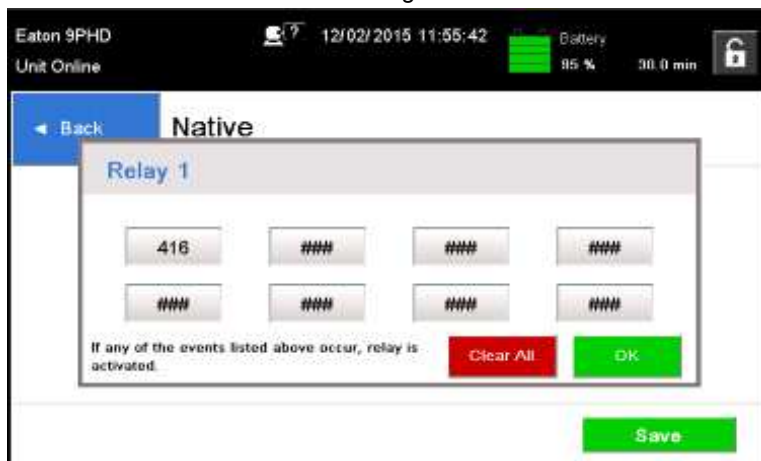 Eaton 9PHD
? 12/02/2015 11:55:42
Battery
Unit Online
95 % 30.0 min
◄ Back
Native
Relay 1
416 ### ### ###
### ### ### ###
If any of the events listed above occur, relay is
activated.
Clear All
OK
Save